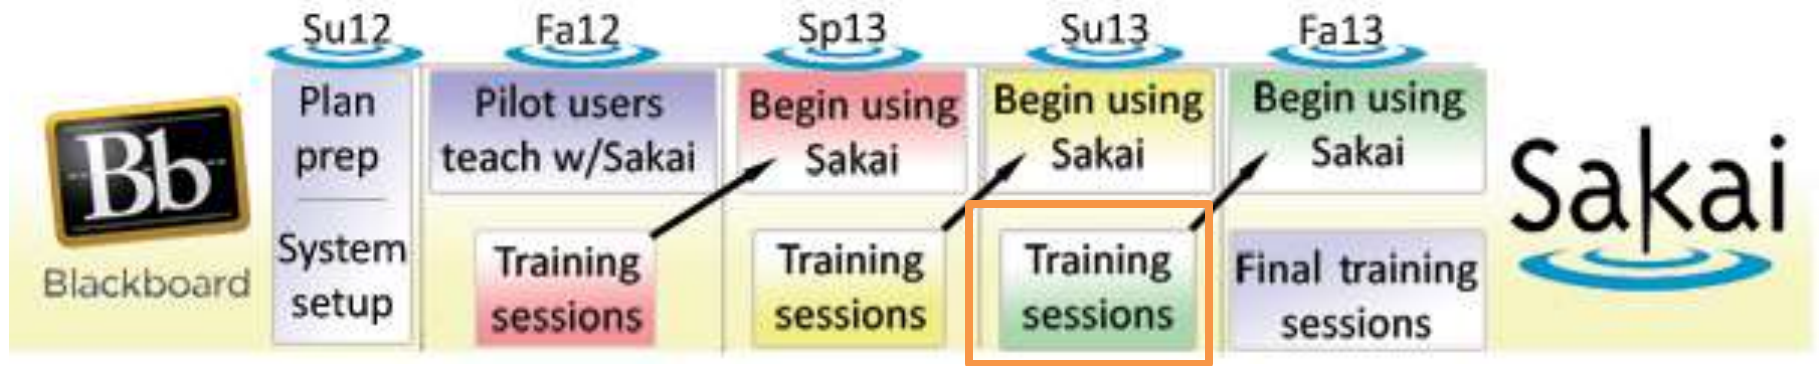 Su12
Fa12
Sp13
Su13
Fa13
Bb
Blackboard
Plan
prep
System
setup
Pilot users
teach w/Sakai
Training
sessions
Begin using
Sakai
Training
sessions
Begin using
Sakai
Training
sessions
Begin using
Sakai
Final training
sessions
Sakai